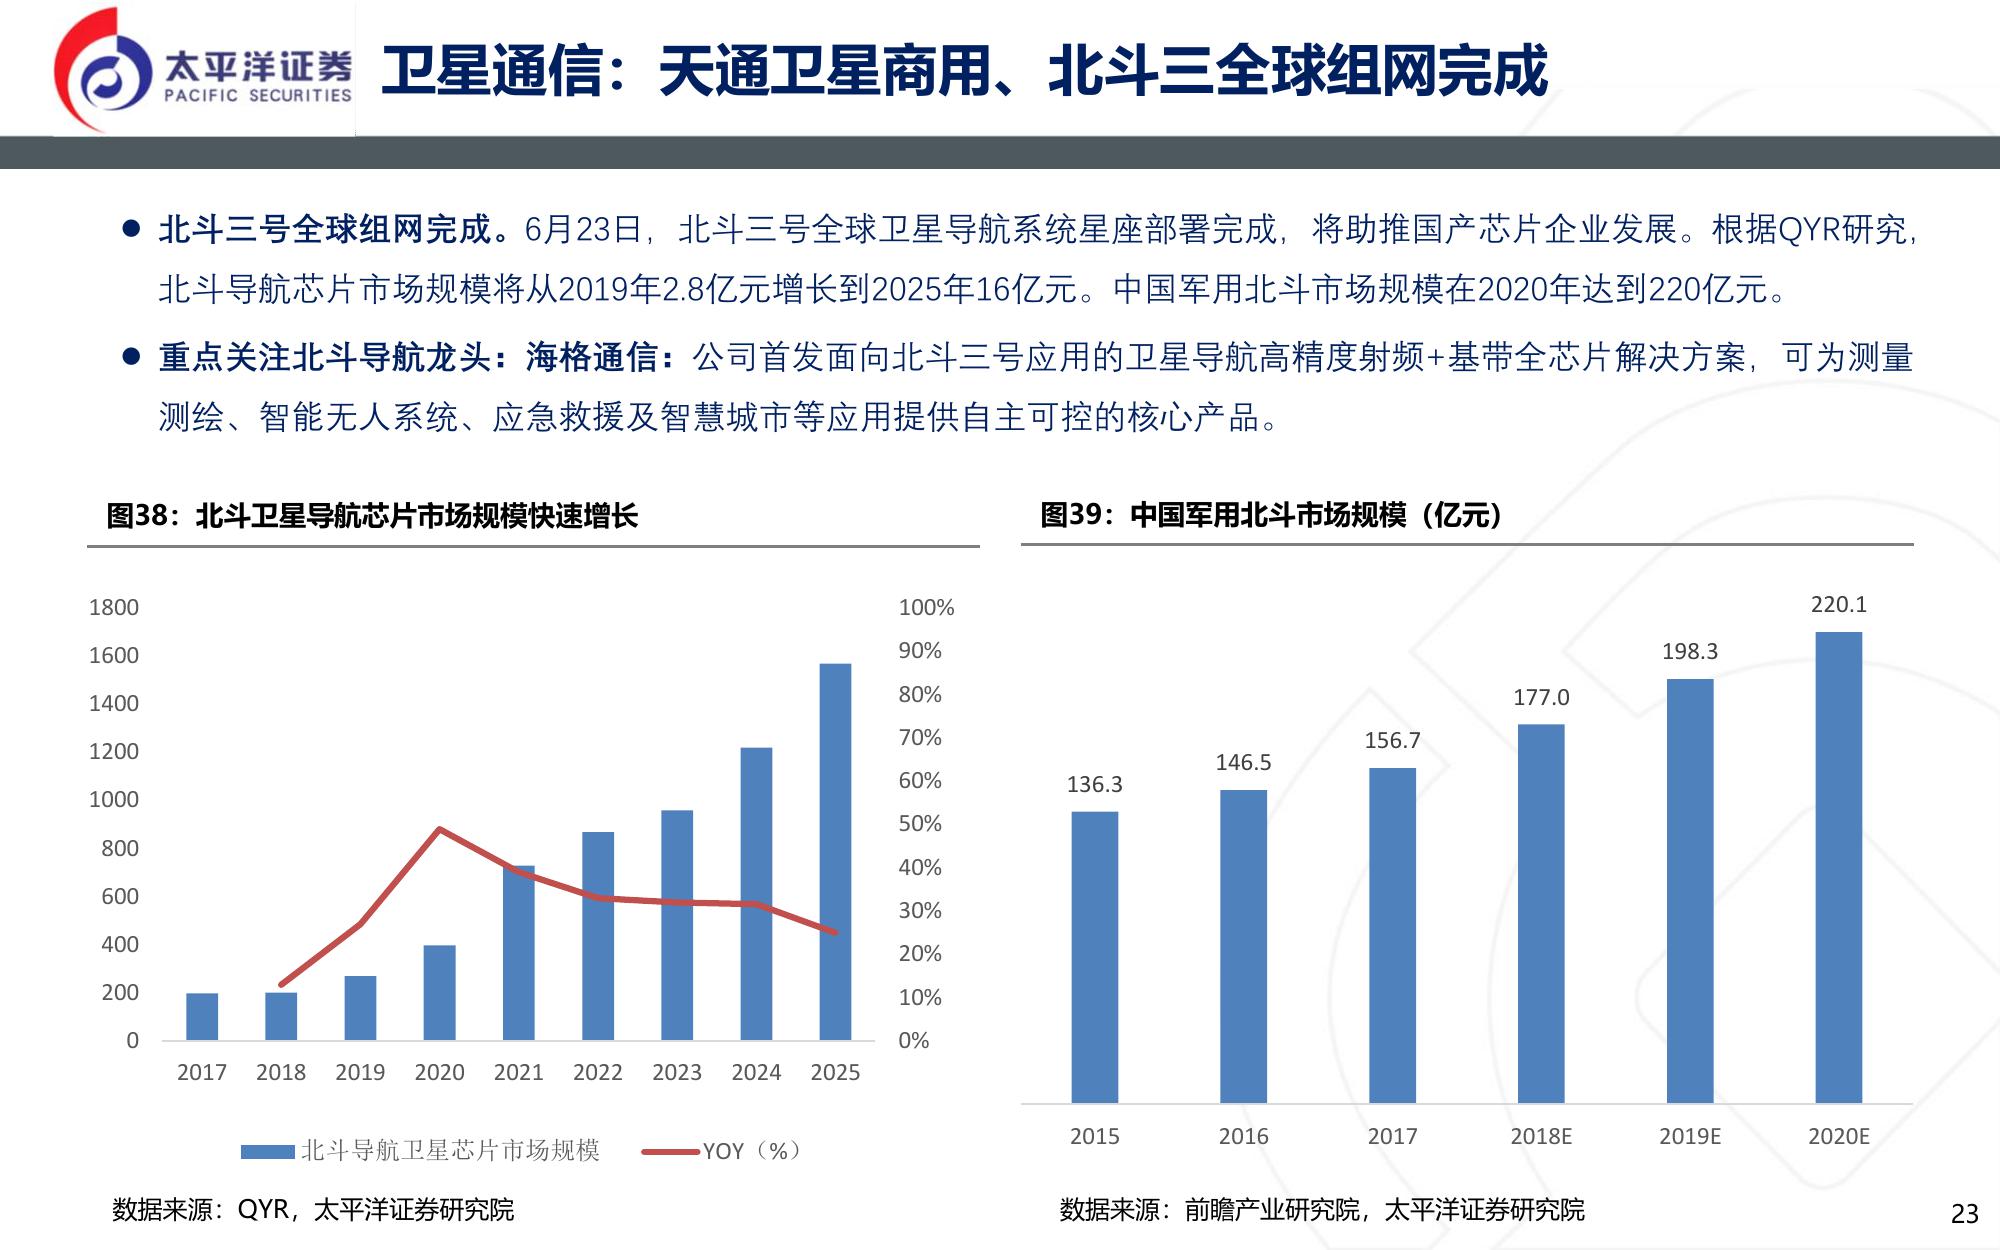 太平洋证券
PACIFIC SECURITIES
卫星通信：天通卫星商用、北斗三全球组网完成
● 北斗三号全球组网完成。6月23日，北斗三号全球卫星导航系统星座部署完成，将助推国产芯片企业发展。根据QYR研究,
北斗导航芯片市场规模将从2019年2.8亿元增长到2025年16亿元。中国军用北斗市场规模在2020年达到220亿元。
● 重点关注北斗导航龙头：海格通信：公司首发面向北斗三号应用的卫星导航高精度射频+基带全芯片解决方案，可为测量
测绘、智能无人系统、应急救援及智慧城市等应用提供自主可控的核心产品。
图38：北斗卫星导航芯片市场规模快速增长
1800
1600
1400
1200
1000
800
600
400
200
0
100%
90%
80%
70%
60%
50%
40%
30%
20%
10%
0%
2017 2018 2019 2020 2021 2022 2023 2024 2025
北斗导航卫星芯片市场规模 YOY（%）
数据来源：QYR，太平洋证券研究院
图39：中国军用北斗市场规模（亿元）
136.3 146.5 156.7 177.0 198.3 220.1
2015 2016 2017 2018E 2019E 2020E
数据来源：前瞻产业研究院，太平洋证券研究院
23